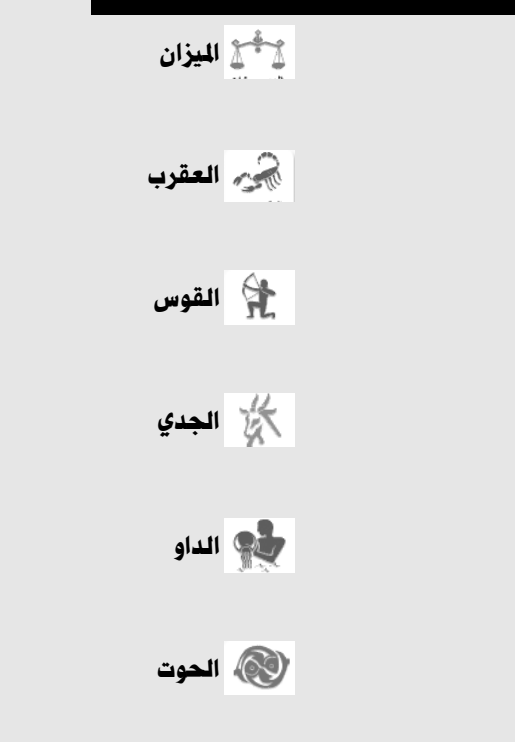 الميزان
العقرب
القوس
الجدي
الداو
الحوت